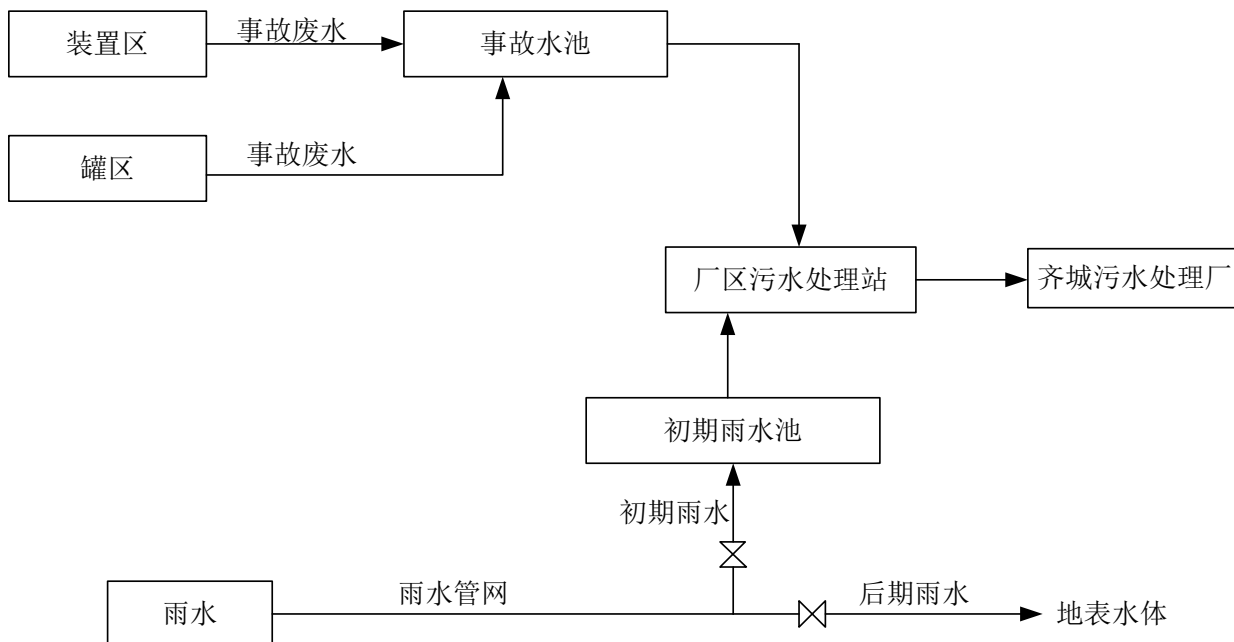 装置区
事故废水
事故水池
罐区
事故废水
厂区污水处理站
齐城污水处理厂
初期雨水池
初期雨水
雨水
雨水管网
后期雨水
地表水体